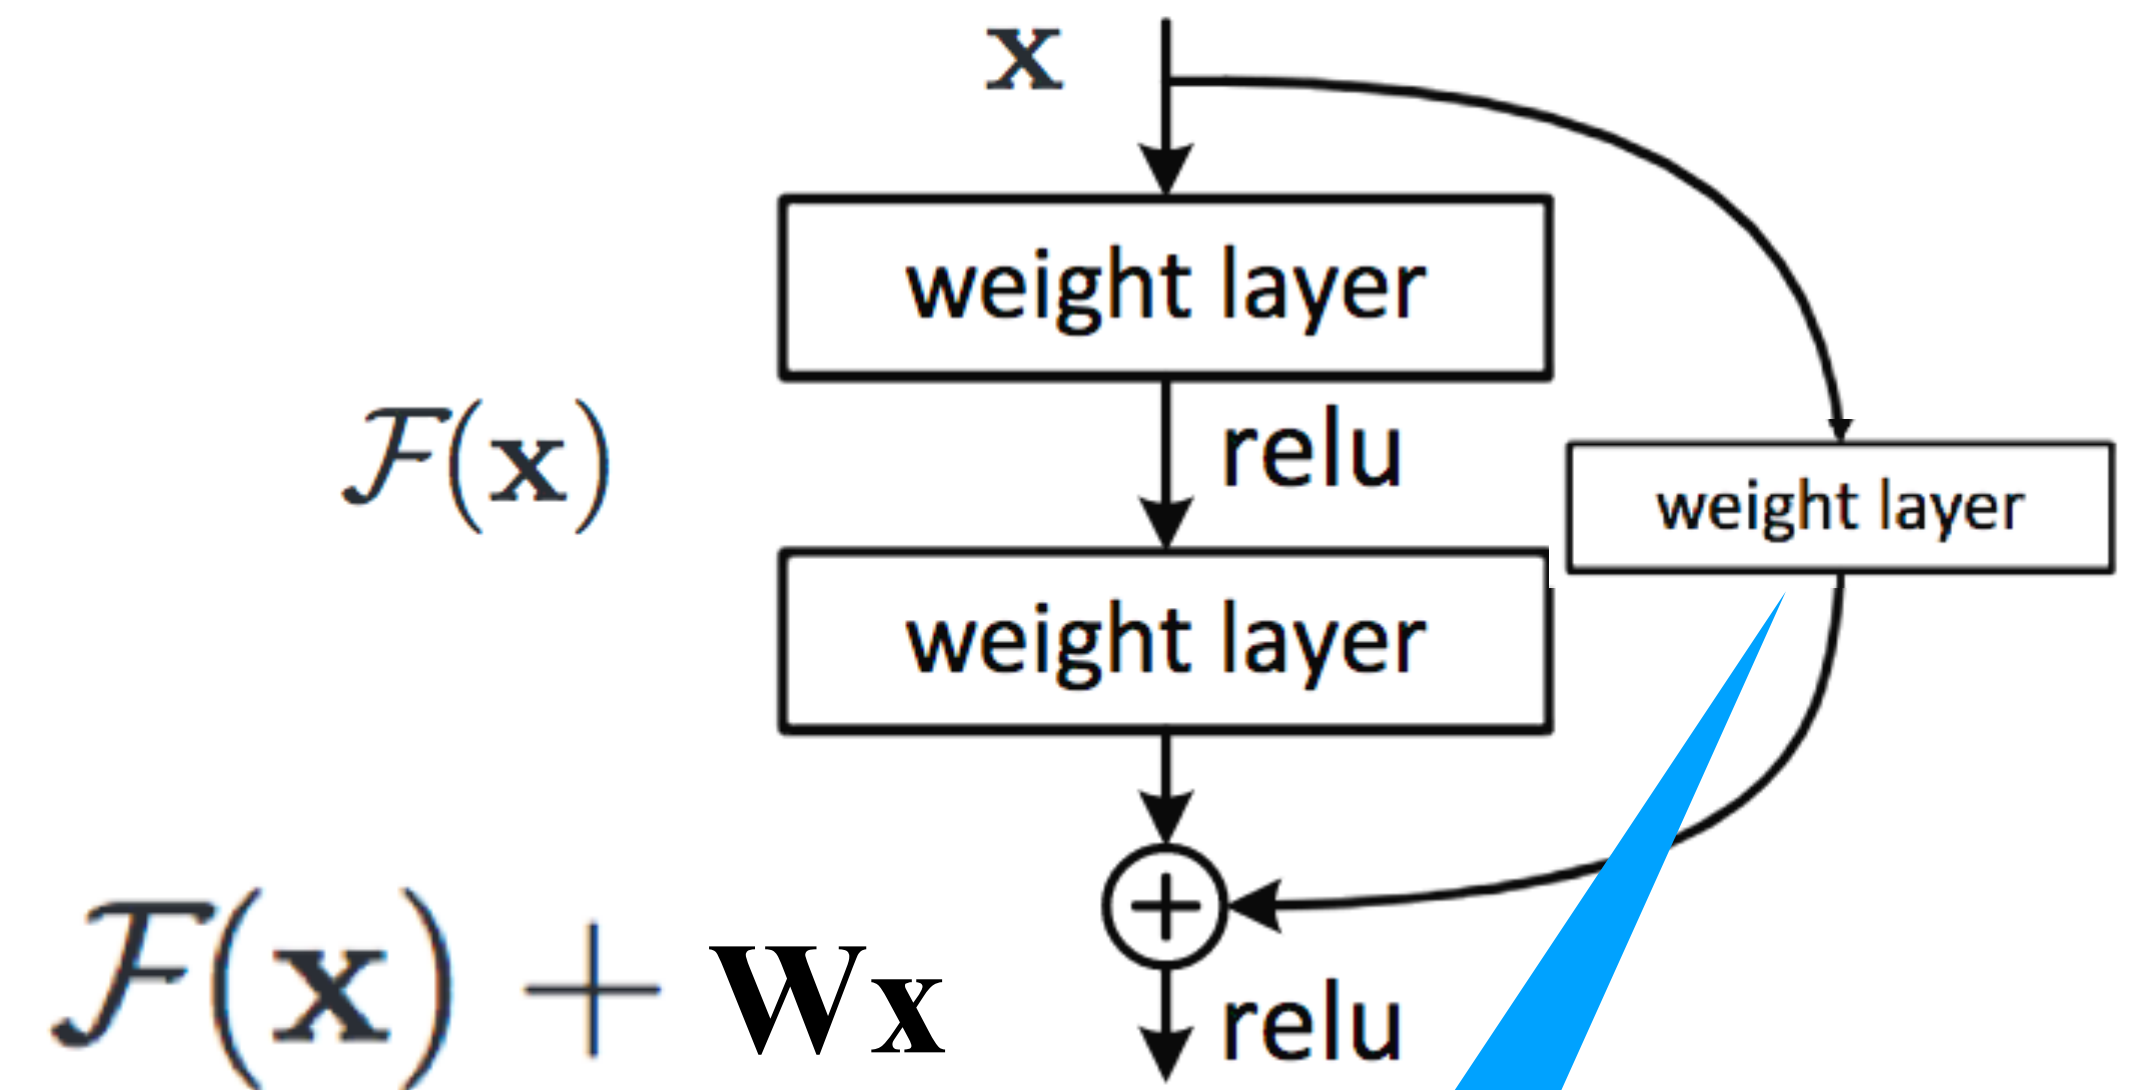 x
weight layer
relu
F(x)
weight layer
weight layer
F(x) + Wx
relu